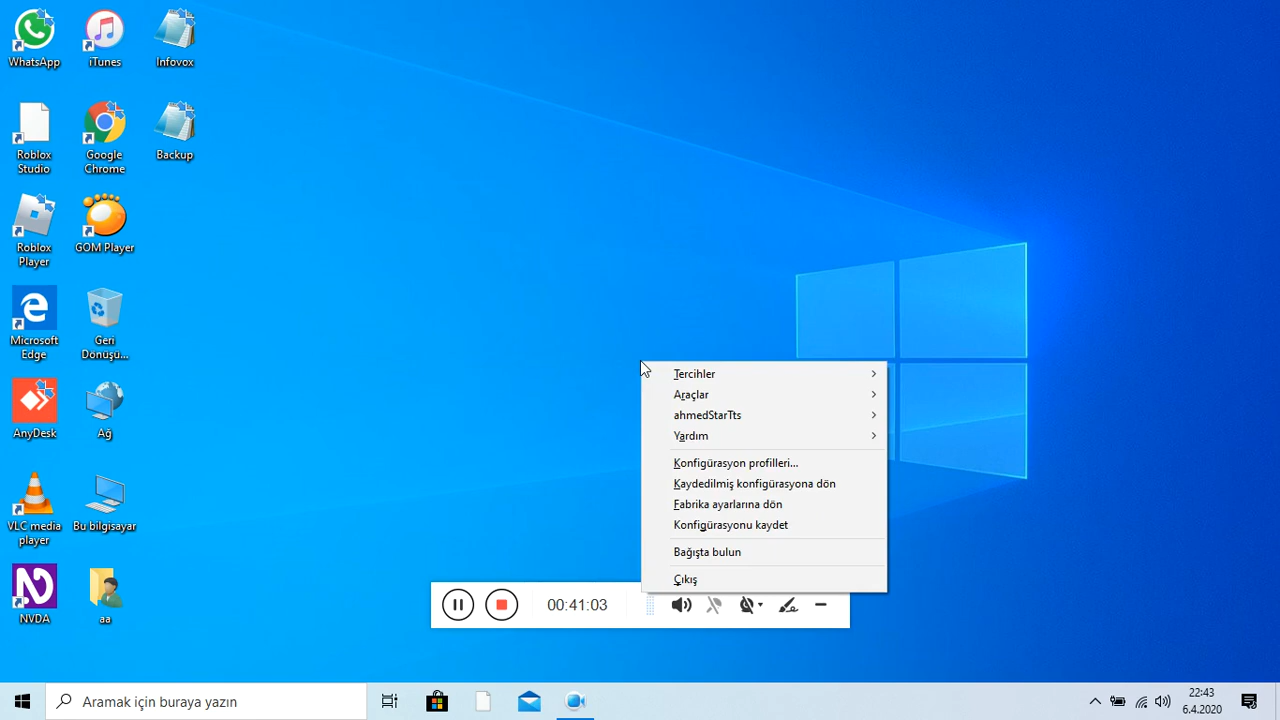 WhatsApp
iTunes
Infovox
Roblox
Studio
Google
Chrome
Backup
Roblox
Player
GOM Player
Microsoft
Edge
Geri
Dönüşü...
AnyDesk
Ağ
VLC media
player
Bu bilgisayar
NVDA
aa
Tercihler
Araçlar
ahmedStarTts
Yardım
Konfigürasyon profilleri...
Kaydedilmiş konfigürasyona dön
Fabrika ayarlarına dön
Konfigürasyonu kaydet
Bağışta bulun
Çıkış
00:41:03
Aramak için buraya yazın
22:43
6.4.2020